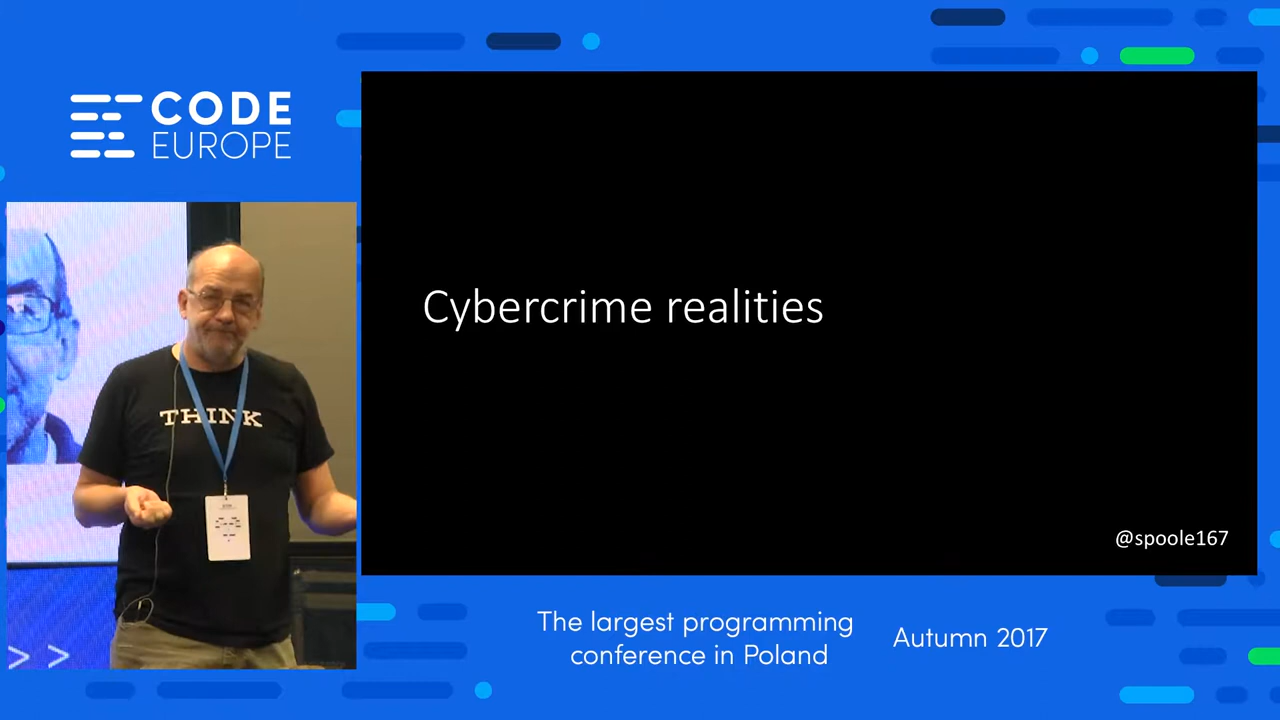 CODE
EUROPE
THINK
Cybercrime realities
@spoole167
The largest programming
conference in Poland
Autumn 2017